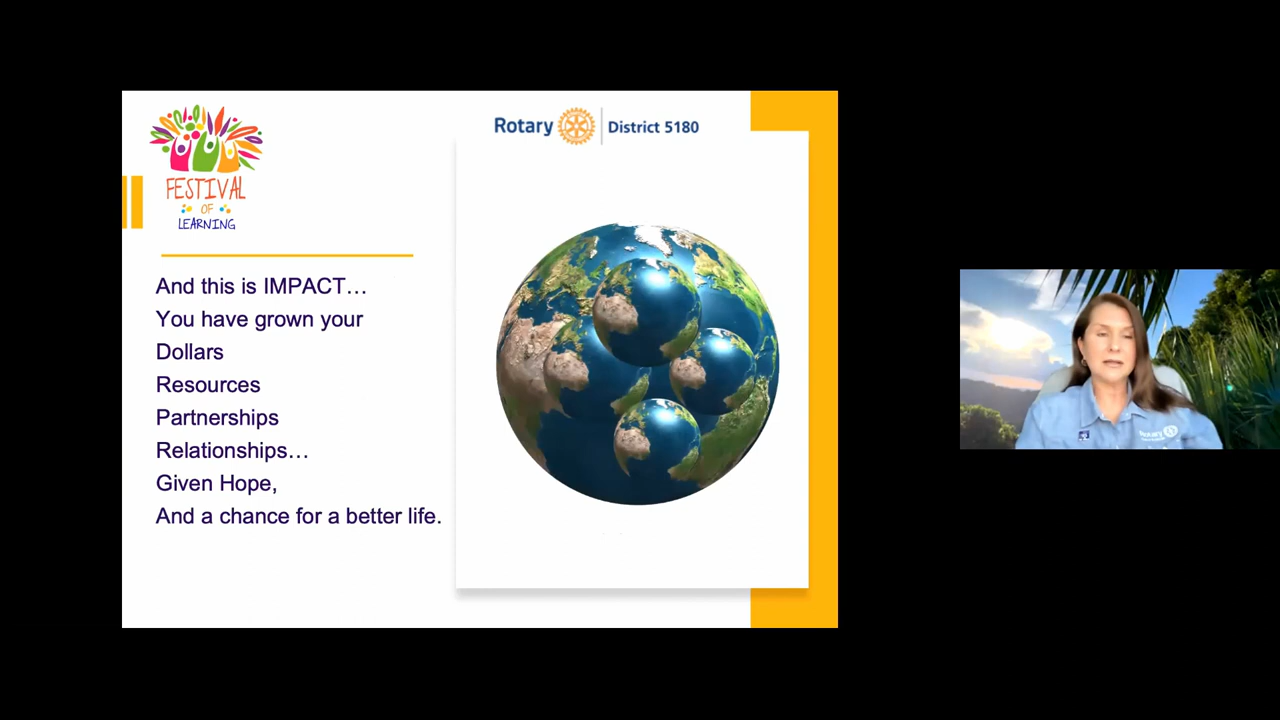 FESTIVAL
OF
LEARNING
Rotary
District 5180
And this is IMPACT…
You have grown your
Dollars
Resources
Partnerships
Relationships…
Given Hope,
And a chance for a better life.
Rotary